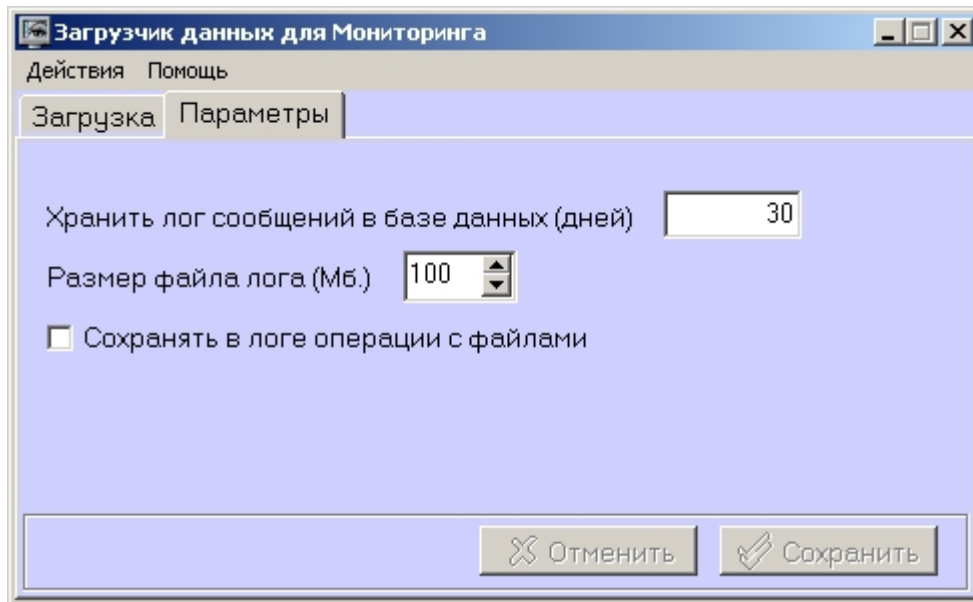 Загрузчик данных для Мониторинга
Действия Помощь
Загрузка Параметры
Хранить лог сообщений в базе данных (дней) 30
Размер файла лога (Мб.) 100
Сохранять в логе операции с файлами
Отменить Сохранить